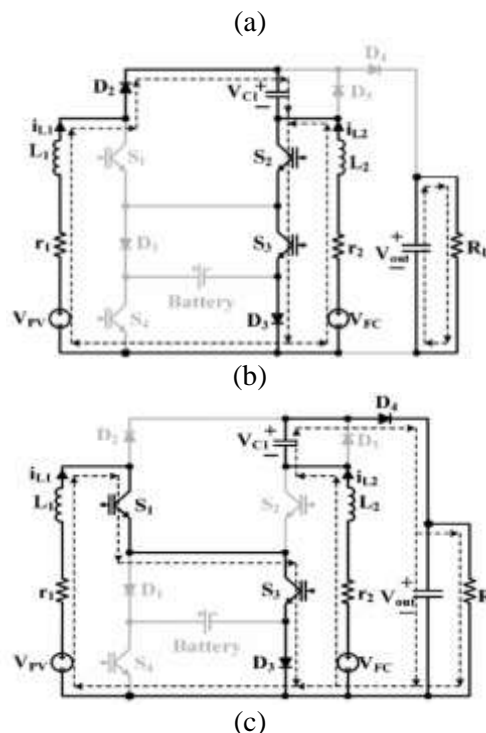 (a)
D4
D2
VC1 + −
D5
iL1
iL2
L1
S1
S2
L2
S3
r1
D1
r2
Vout + −
RL
Battery
VPV
S4
D3
VFC
(b)
D4
D2
VC1 + −
D5
iL1
iL2
L1
S1
S2
L2
r1
D1
S3
r2
Vout + −
R
Battery
VPV
S4
D3
VFC
(c)